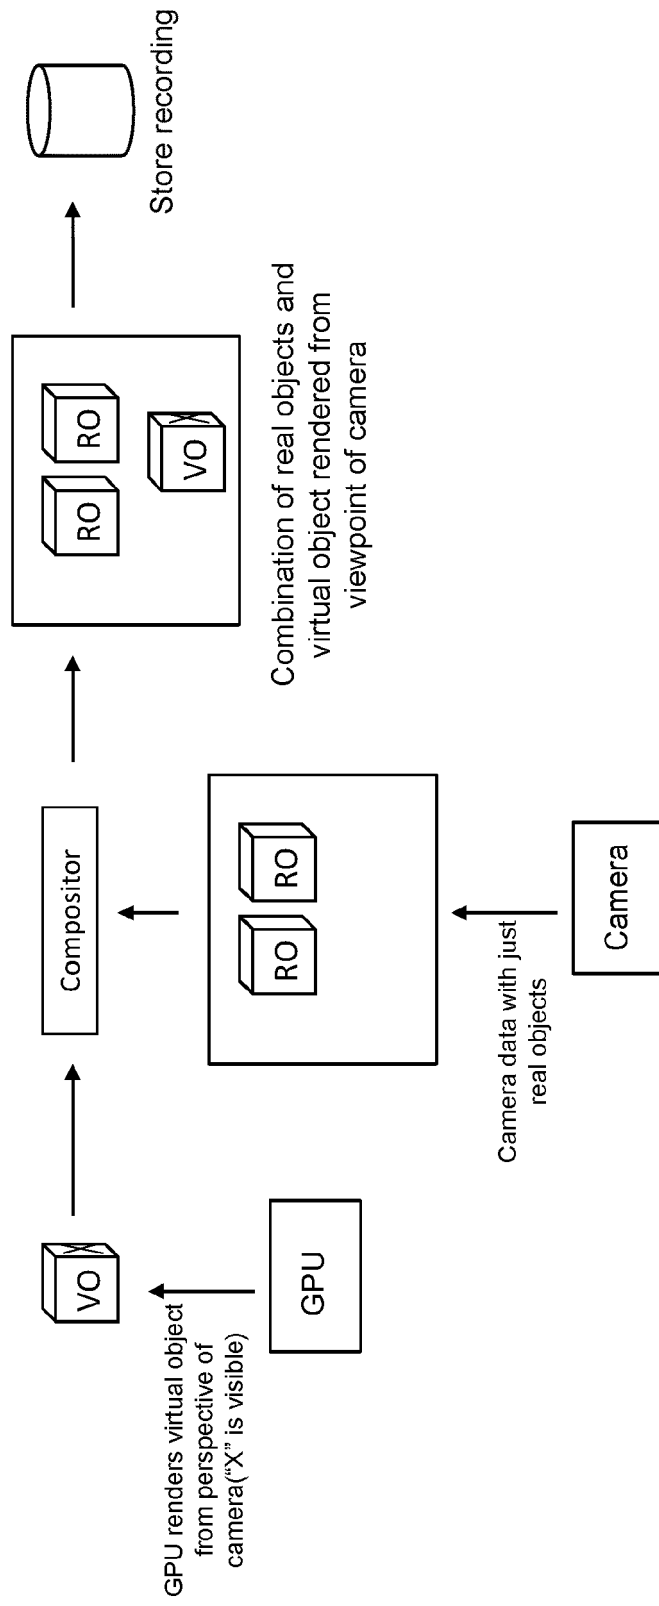 VO
GPU renders virtual object
from perspective of
camera("X" is visible)
GPU
Compositor
RO
RO
Camera data with just
real objects
Camera
RO
RO
VO
Combination of real objects and
virtual object rendered from
viewpoint of camera
Store recording